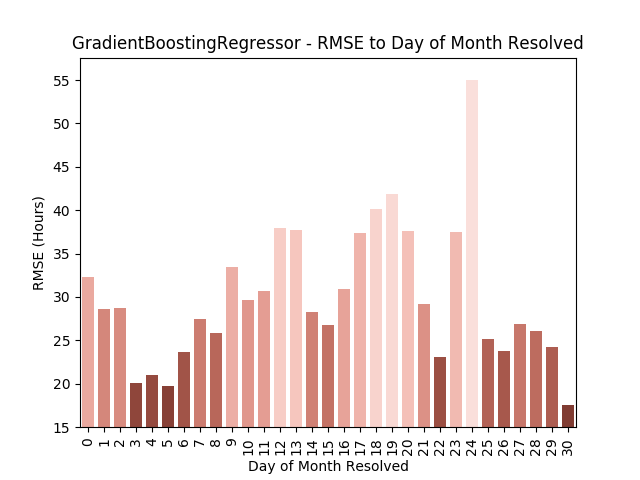 GradientBoostingRegressor - RMSE to Day of Month Resolved
RMSE (Hours)
55
50
45
40
35
30
25
20
15
0 1 2 3 4 5 6 7 8 9 10 11 12 13 14 15 16 17 18 19 20 21 22 23 24 25 26 27 28 29 30
Day of Month Resolved